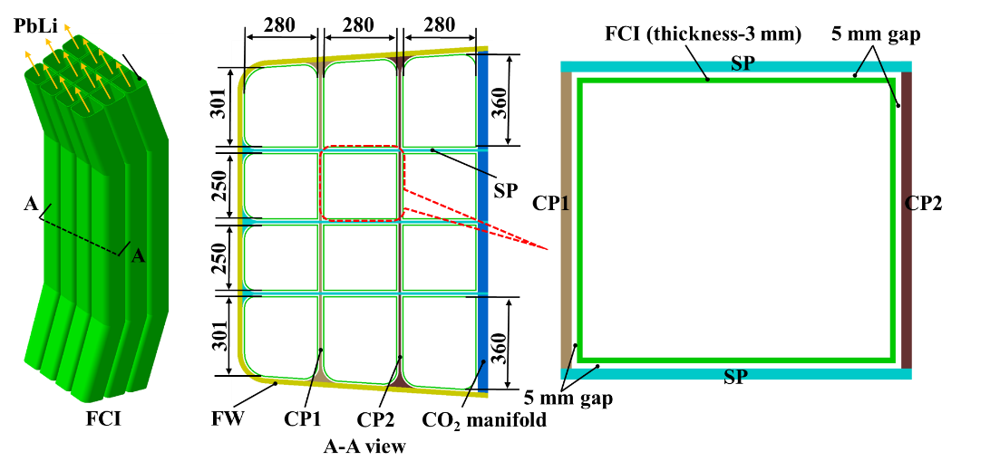 PbLi
A
A
FCI
280
280
280
301
250
250
301
360
360
SP
FW
CP1
CP2
CO₂ manifold
A-A view
FCI (thickness-3 mm)
5 mm gap
SP
CP1
CP2
SP
5 mm gap